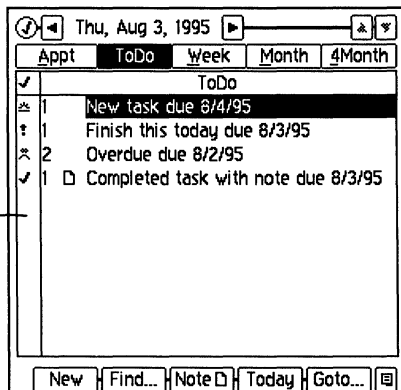 Thu, Aug 3, 1995
Appt ToDo Week Month 4Month
ToDo
1 New task due 8/4/95
1 Finish this today due 8/3/95
2 Overdue due 8/2/95
1 Completed task with note due 8/3/95
New Find... Note Today Goto...